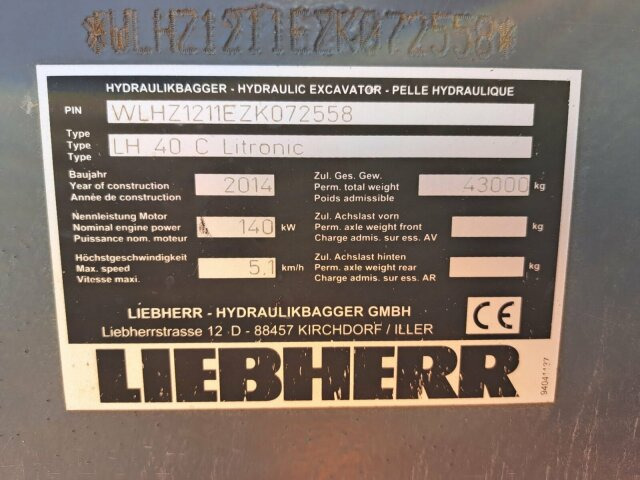 *WLHZ1211EZK072558*
HYDRAULIKBAGGER - HYDRAULIC EXCAVATOR - PELLE HYDRAULIQUE
PIN WLHZ1211EZK072558
Type
Type LH 40 C Litronic
Type
Baujahr
Year of construction 2014
Année de construction
Zul. Ges. Gew.
Perm. total weight 43000 kg
Poids admissible
Nennleistung Motor
Nominal engine power 140 kW
Puissance nom. moteur
Zul. Achslast vorn
Perm. axle weight front kg
Charge admis. sur ess. AV
Höchstgeschwindigkeit
Max. speed 5.1 km/h
Vitesse maxi.
Zul. Achslast hinten
Perm. axle weight rear kg
Charge admis. sur ess. AR
LIEBHERR - HYDRAULIKBAGGER GMBH
Liebherrstrasse 12 D - 88457 KIRCHDORF / ILLER
CE
LIEBHERR
94041137